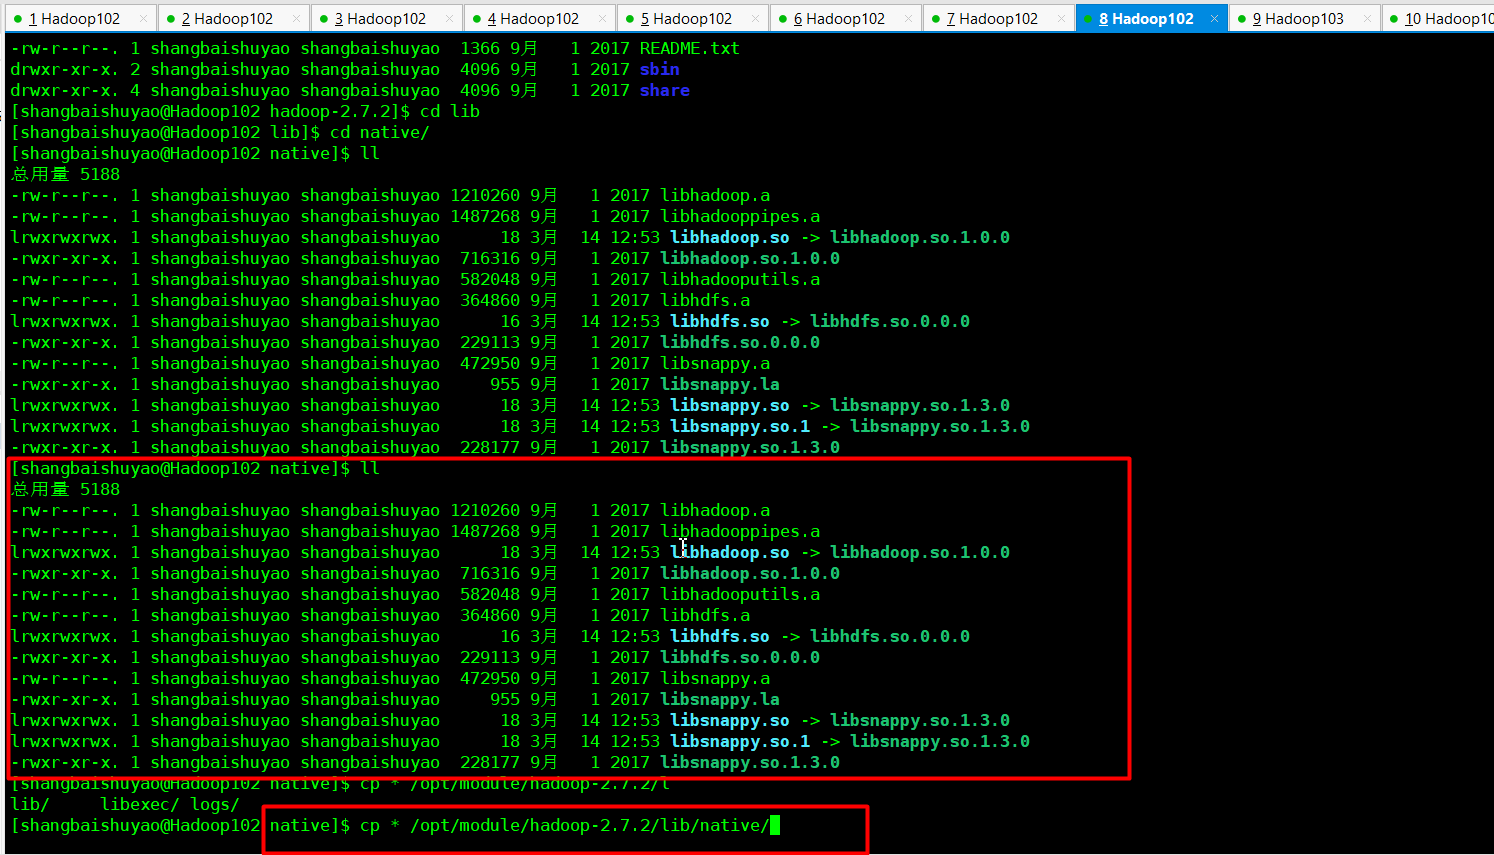 1 Hadoop102 × 2 Hadoop102 × 3 Hadoop102 × 4 Hadoop102 × 5 Hadoop102 × 6 Hadoop102 × 7 Hadoop102 × 8 Hadoop102 × 9 Hadoop103 × 10 Hadoop10
-rw-r--r--. 1 shangbaishuyao shangbaishuyao  1366 9月   1 2017 README.txt
drwxr-xr-x. 2 shangbaishuyao shangbaishuyao  4096 9月   1 2017 sbin
drwxr-xr-x. 4 shangbaishuyao shangbaishuyao  4096 9月   1 2017 share
[shangbaishuyao@Hadoop102 hadoop-2.7.2]$ cd lib
[shangbaishuyao@Hadoop102 lib]$ cd native/
[shangbaishuyao@Hadoop102 native]$ ll
总用量 5188
-rw-r--r--. 1 shangbaishuyao shangbaishuyao 1210260 9月   1 2017 libhadoop.a
-rw-r--r--. 1 shangbaishuyao shangbaishuyao 1487268 9月   1 2017 libhadooppipes.a
lrwxrwxrwx. 1 shangbaishuyao shangbaishuyao      18 3月  14 12:53 libhadoop.so -> libhadoop.so.1.0.0
-rwxr-xr-x. 1 shangbaishuyao shangbaishuyao  716316 9月   1 2017 libhadoop.so.1.0.0
-rw-r--r--. 1 shangbaishuyao shangbaishuyao  582048 9月   1 2017 libhadooputils.a
-rw-r--r--. 1 shangbaishuyao shangbaishuyao  364860 9月   1 2017 libhdfs.a
lrwxrwxrwx. 1 shangbaishuyao shangbaishuyao      16 3月  14 12:53 libhdfs.so -> libhdfs.so.0.0.0
-rwxr-xr-x. 1 shangbaishuyao shangbaishuyao  229113 9月   1 2017 libhdfs.so.0.0.0
-rw-r--r--. 1 shangbaishuyao shangbaishuyao  472950 9月   1 2017 libsnappy.a
-rwxr-xr-x. 1 shangbaishuyao shangbaishuyao     955 9月   1 2017 libsnappy.la
lrwxrwxrwx. 1 shangbaishuyao shangbaishuyao      18 3月  14 12:53 libsnappy.so -> libsnappy.so.1.3.0
lrwxrwxrwx. 1 shangbaishuyao shangbaishuyao      18 3月  14 12:53 libsnappy.so.1 -> libsnappy.so.1.3.0
-rwxr-xr-x. 1 shangbaishuyao shangbaishuyao  228177 9月   1 2017 libsnappy.so.1.3.0
[shangbaishuyao@Hadoop102 native]$ ll
总用量 5188
-rw-r--r--. 1 shangbaishuyao shangbaishuyao 1210260 9月   1 2017 libhadoop.a
-rw-r--r--. 1 shangbaishuyao shangbaishuyao 1487268 9月   1 2017 libhadooppipes.a
lrwxrwxrwx. 1 shangbaishuyao shangbaishuyao      18 3月  14 12:53 libhadoop.so -> libhadoop.so.1.0.0
-rwxr-xr-x. 1 shangbaishuyao shangbaishuyao  716316 9月   1 2017 libhadoop.so.1.0.0
-rw-r--r--. 1 shangbaishuyao shangbaishuyao  582048 9月   1 2017 libhadooputils.a
-rw-r--r--. 1 shangbaishuyao shangbaishuyao  364860 9月   1 2017 libhdfs.a
lrwxrwxrwx. 1 shangbaishuyao shangbaishuyao      16 3月  14 12:53 libhdfs.so -> libhdfs.so.0.0.0
-rwxr-xr-x. 1 shangbaishuyao shangbaishuyao  229113 9月   1 2017 libhdfs.so.0.0.0
-rw-r--r--. 1 shangbaishuyao shangbaishuyao  472950 9月   1 2017 libsnappy.a
-rwxr-xr-x. 1 shangbaishuyao shangbaishuyao     955 9月   1 2017 libsnappy.la
lrwxrwxrwx. 1 shangbaishuyao shangbaishuyao      18 3月  14 12:53 libsnappy.so -> libsnappy.so.1.3.0
lrwxrwxrwx. 1 shangbaishuyao shangbaishuyao      18 3月  14 12:53 libsnappy.so.1 -> libsnappy.so.1.3.0
-rwxr-xr-x. 1 shangbaishuyao shangbaishuyao  228177 9月   1 2017 libsnappy.so.1.3.0
[shangbaishuyao@Hadoop102 native]$ cp * /opt/module/hadoop-2.7.2/l
lib/     libexec/ logs/
[shangbaishuyao@Hadoop102 native]$ cp * /opt/module/hadoop-2.7.2/lib/native/